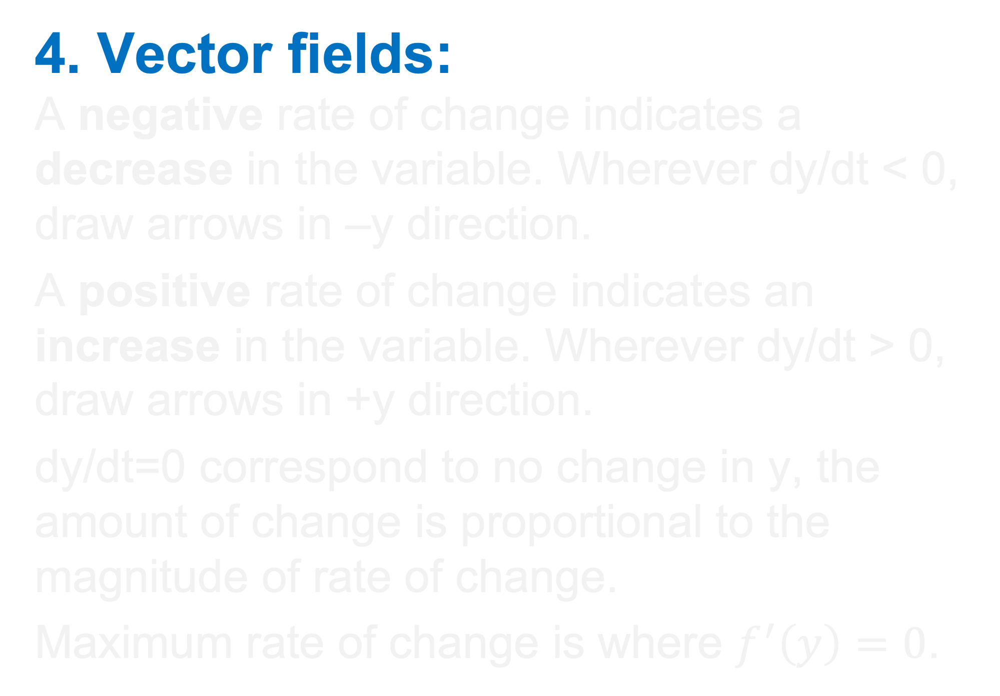 4. Vector fields:
A negative rate of change indicates a
decrease in the variable. Wherever dy/dt < 0,
draw arrows in –y direction.
A positive rate of change indicates an
increase in the variable. Wherever dy/dt > 0,
draw arrows in +y direction.
dy/dt=0 correspond to no change in y, the
amount of change is proportional to the
magnitude of rate of change.
Maximum rate of change is where f′(y) = 0.